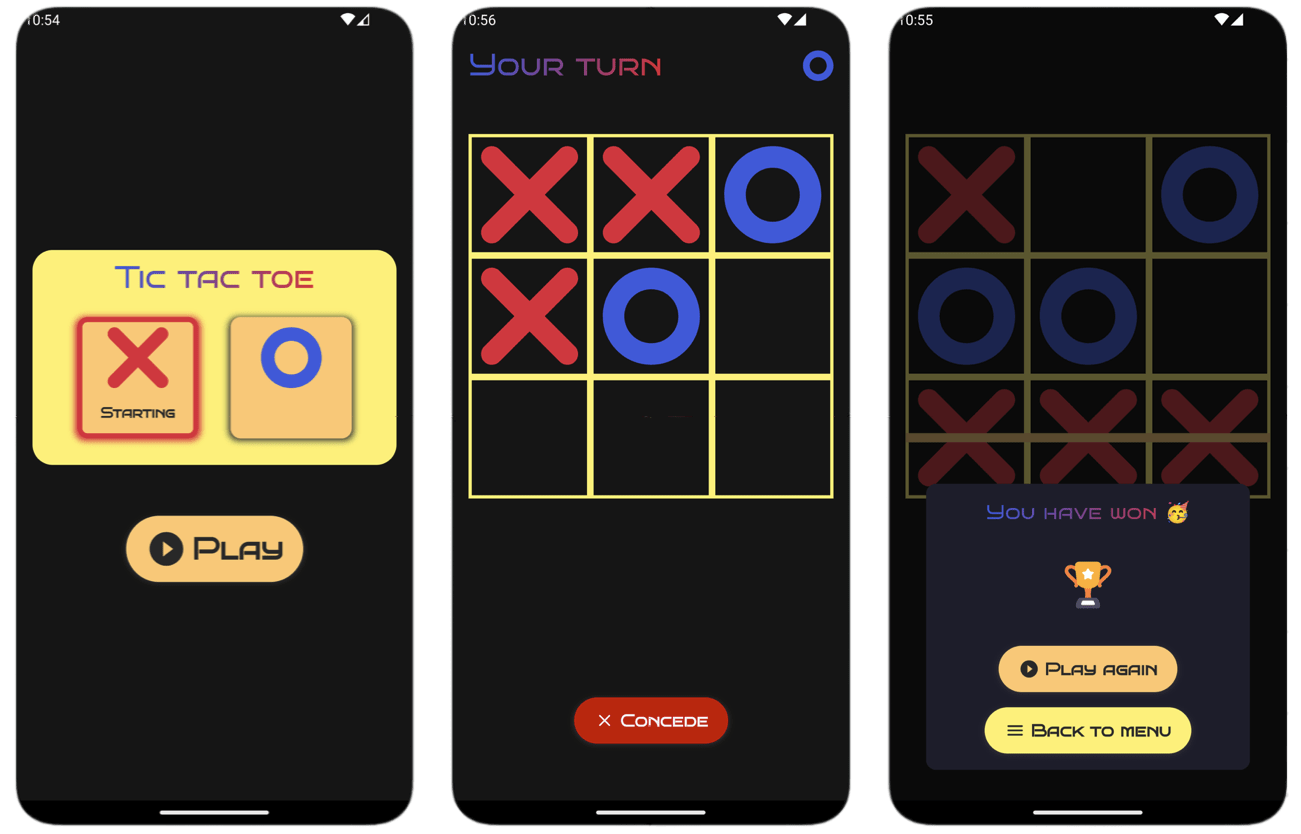 10:54
Tic tac toe
Starting
Play
10:56
Your turn
Concede
10:55
You have won 🥳
Play again
Back to menu